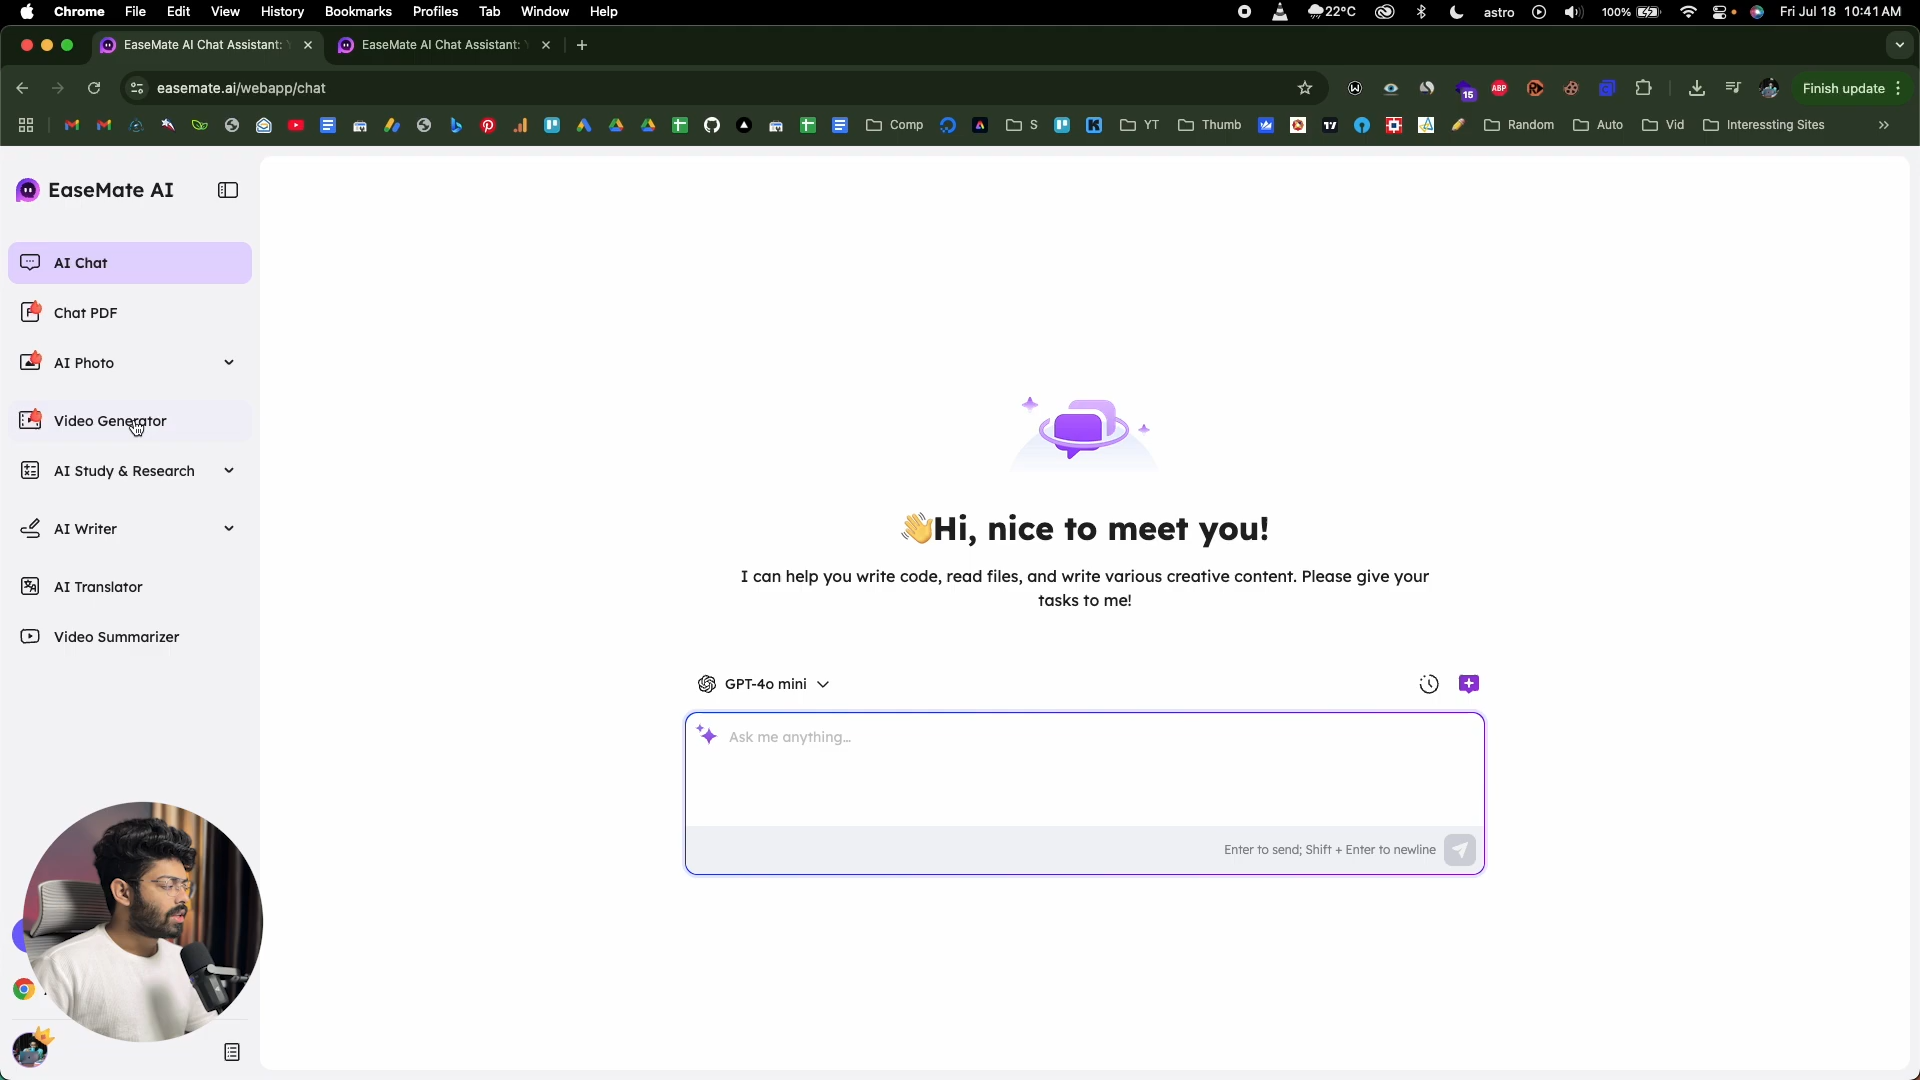 Chrome File Edit View History Bookmarks Profiles Tab Window Help 22°C astro 100% Fri Jul 18 10:41 AM
EaseMate AI Chat Assistant: EaseMate AI Chat Assistant:
easemate.ai/webapp/chat 15 ABP Finish update
Comp S YT Thumb Random Auto Vid Interessting Sites
EaseMate AI
AI Chat
Chat PDF
AI Photo
Video Generator
AI Study & Research
AI Writer
AI Translator
Video Summarizer
👋Hi, nice to meet you!
I can help you write code, read files, and write various creative content. Please give your
tasks to me!
GPT-4o mini
Ask me anything...
Enter to send; Shift + Enter to newline